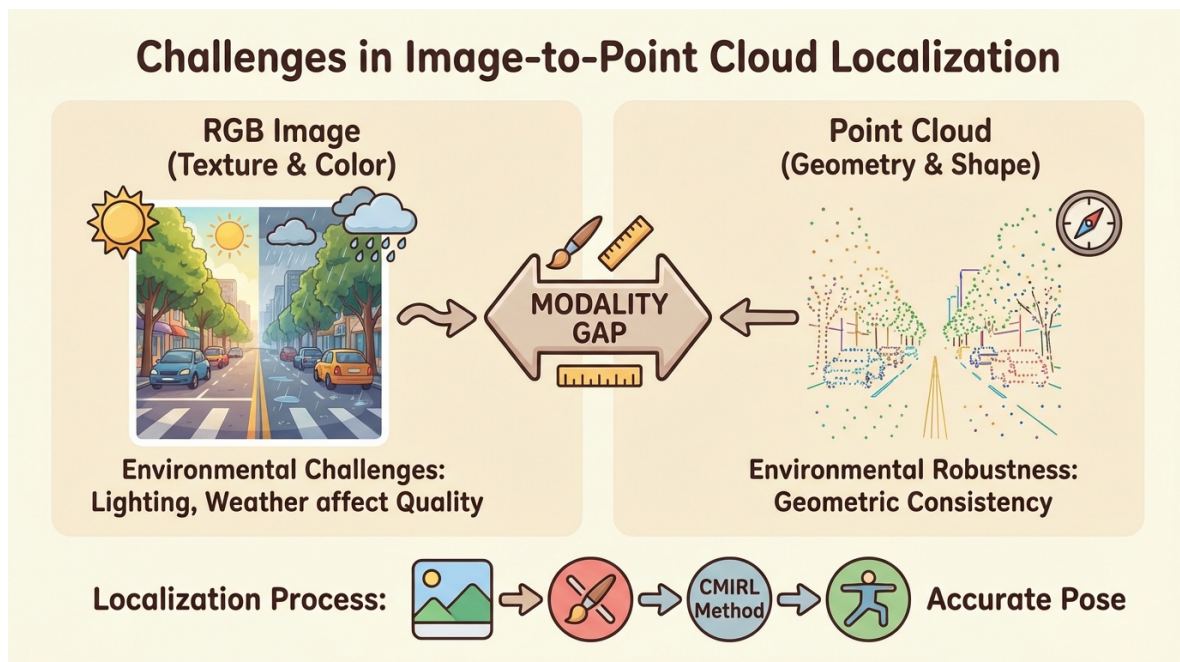 Challenges in Image-to-Point Cloud Localization
RGB Image
(Texture & Color)
Point Cloud
(Geometry & Shape)
MODALITY
GAP
Environmental Challenges:
Lighting, Weather affect Quality
Environmental Robustness:
Geometric Consistency
Localization Process:
CMIRL
Method
Accurate Pose